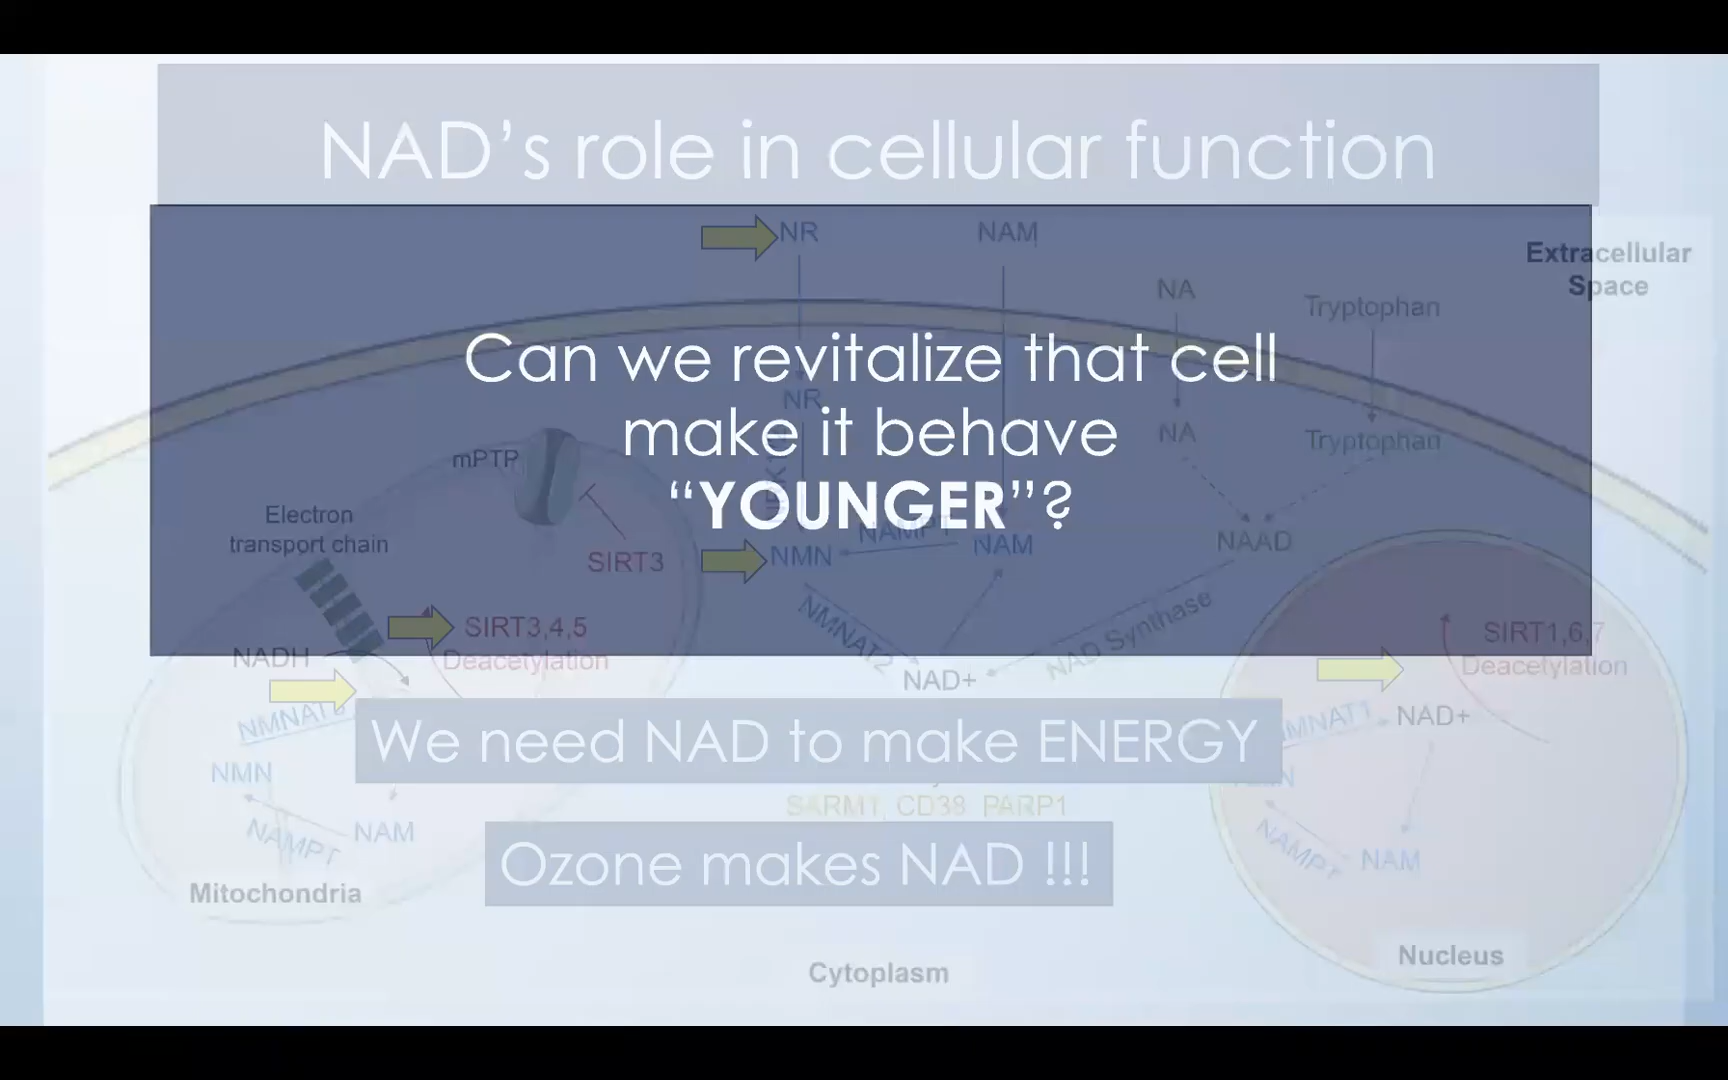 NAD’s role in cellular function
NR
NAM
Extracellular
Space
NA
Tryptophan
Can we revitalize that cell
make it behave
“YOUNGER”?
NR
NA
Tryptophan
mPTP
Electron
transport chain
SIRT3
NMN
NAMPT
NAM
NAAD
SIRT3,4,5
Deacetylation
NADH
NMNAT2
NAD Synthase
NAD+
SIRT1,6,7
Deacetylation
NMNAT1
NAD+
We need NAD to make ENERGY
NMN
SARM1, CD38 PARP1
NAMPT
NAM
Ozone makes NAD !!!
NAMPT
NAM
Mitochondria
Cytoplasm
Nucleus